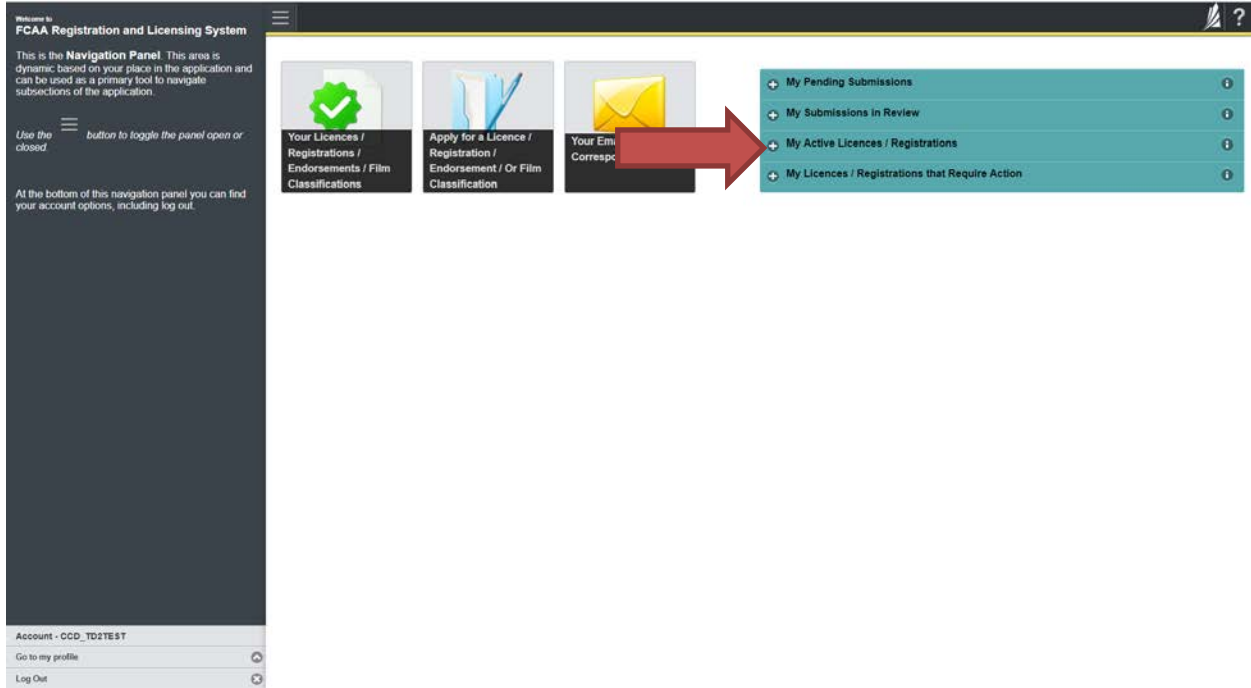 Welcome to
FCAA Registration and Licensing System
This is the Navigation Panel. This area is
dynamic based on your place in the application and
can be used as a primary tool to navigate
subsections of the application.
Use the button to toggle the panel open or
closed.
At the bottom of this navigation panel you can find
your account options, including log out.
Account - CCD_TD2TEST
Go to my profile
Log Out
?
Your Licences /
Registrations /
Endorsements / Film
Classifications
Apply for a Licence /
Registration /
Endorsement / Or Film
Classification
Your
My Pending Submissions
My Submissions in Review
My Active Licences / Registrations
My Licences / Registrations that Require Action